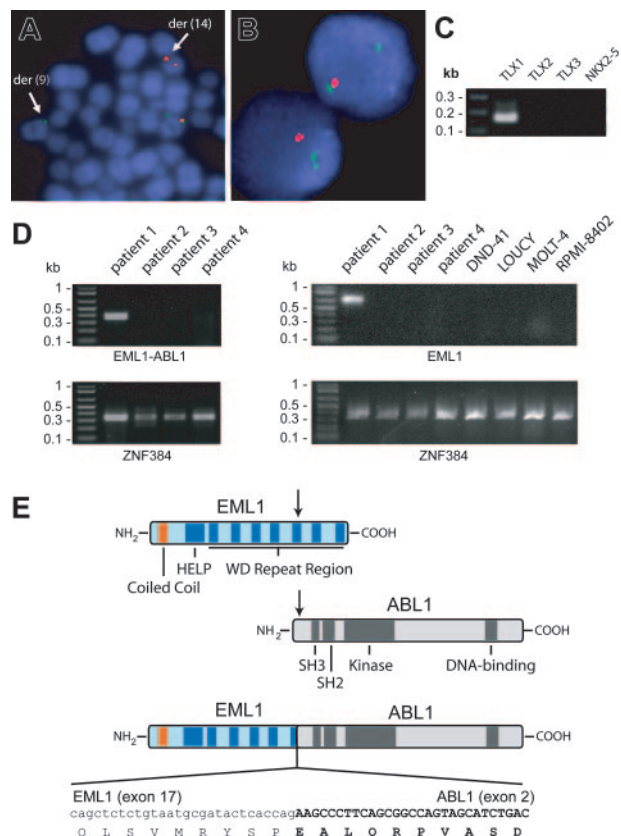 A
der (14)
der (9)
B
C
TLX1
TLX2
TLX3
NKX2-5
kb
0.3 -
0.2 -
0.1 -
D
kb
patient 1
patient 2
patient 3
patient 4
1 -
0.5 -
0.3 -
0.1 -
EML1-ABL1
1 -
0.5 -
0.3 -
0.1 -
ZNF384
kb
patient 1
patient 2
patient 3
patient 4
DND-41
LOUCY
MOLT-4
RPMI-8402
1 -
0.5 -
0.3 -
0.1 -
EML1
1 -
0.5 -
0.3 -
0.1 -
ZNF384
E
EML1
NH2
COOH
HELP
WD Repeat Region
Coiled Coil
ABL1
NH2
COOH
SH3
SH2
Kinase
DNA-binding
EML1
ABL1
NH2
COOH
EML1 (exon 17)
ABL1 (exon 2)
cagctctctgtaatgcgatactcaccagAAGCCCTTCAGCGGCCAGTAGCATCTGAC
Q L S V M R Y S P E A L Q R P V A S D